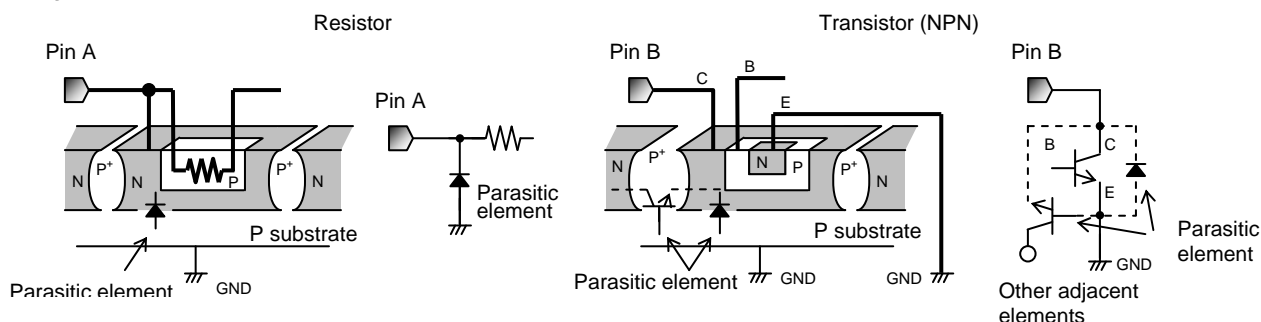 Resistor
Pin A
N
P+
N
P
P+
N
P substrate
Parasitic element
GND
Pin A
Parasitic
element
Transistor (NPN)
Pin B
C
B
E
N
P+
N
N
P
P+
N
P substrate
Parasitic element
GND
GND
Pin B
B
C
E
GND
Parasitic
element
Other adjacent
elements